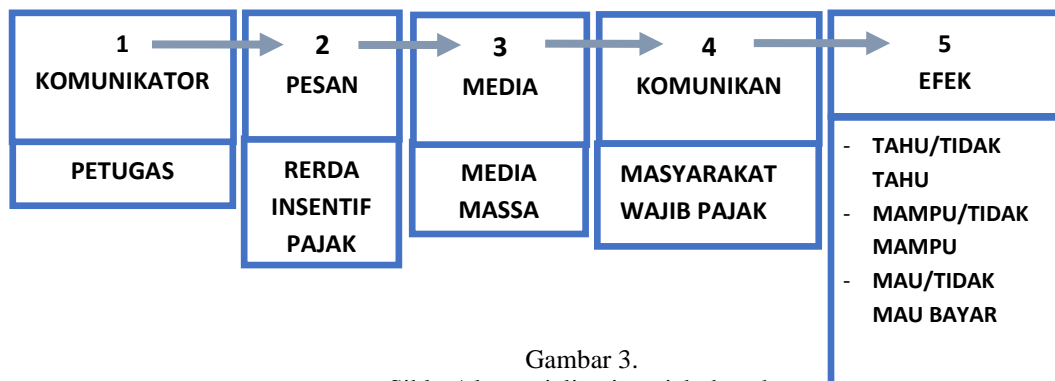 1
KOMUNIKATOR
PETUGAS
2
PESAN
RERDA
INSENTIF
PAJAK
3
MEDIA
MEDIA
MASSA
4
KOMUNIKAN
MASYARAKAT
WAJIB PAJAK
5
EFEK
- TAHU/TIDAK
TAHU
- MAMPU/TIDAK
MAMPU
- MAU/TIDAK
MAU BAYAR
Gambar 3.